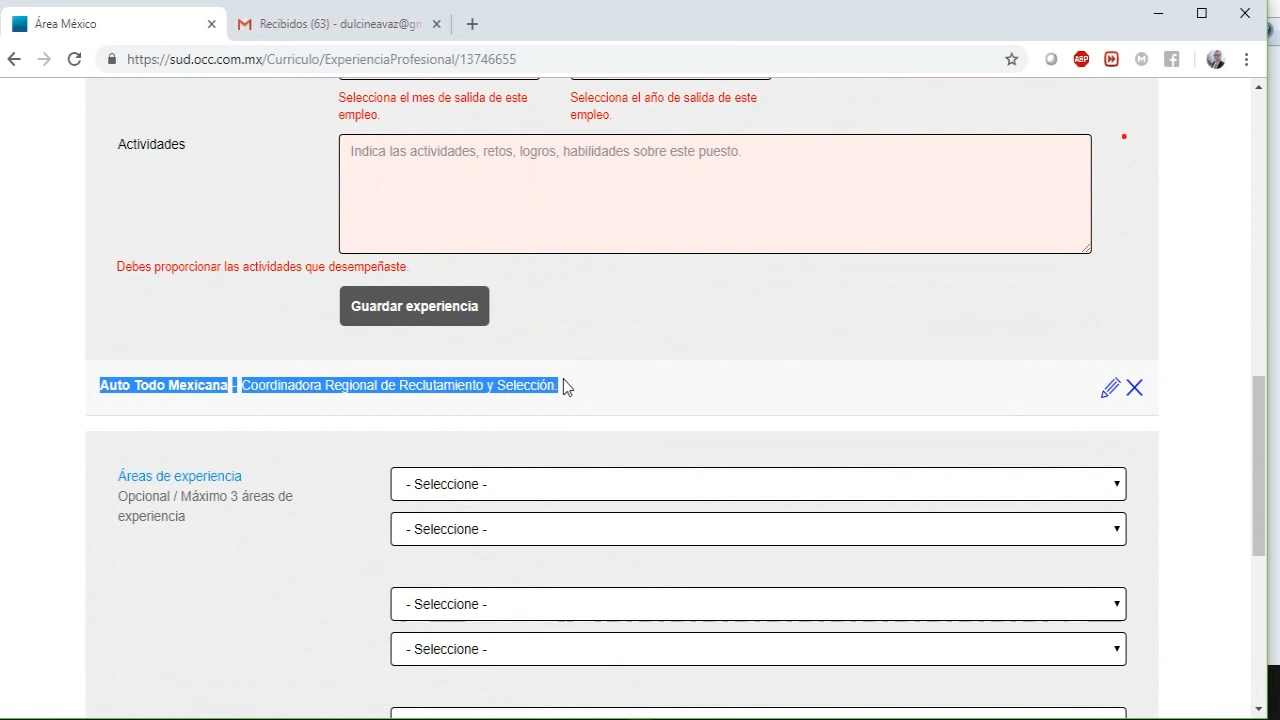 Área México
Recibidos (63) - dulcineavaz@gm
https://sud.occ.com.mx/Curriculo/ExperienciaProfesional/13746655
ABP
Selecciona el mes de salida de este
empleo.
Selecciona el año de salida de este
empleo.
Actividades
Indica las actividades, retos, logros, habilidades sobre este puesto.
Debes proporcionar las actividades que desempeñaste.
Guardar experiencia
Auto Todo Mexicana - Coordinadora Regional de Reclutamiento y Selección.
Áreas de experiencia
Opcional / Máximo 3 áreas de
experiencia
- Seleccione -
- Seleccione -
- Seleccione -
- Seleccione -